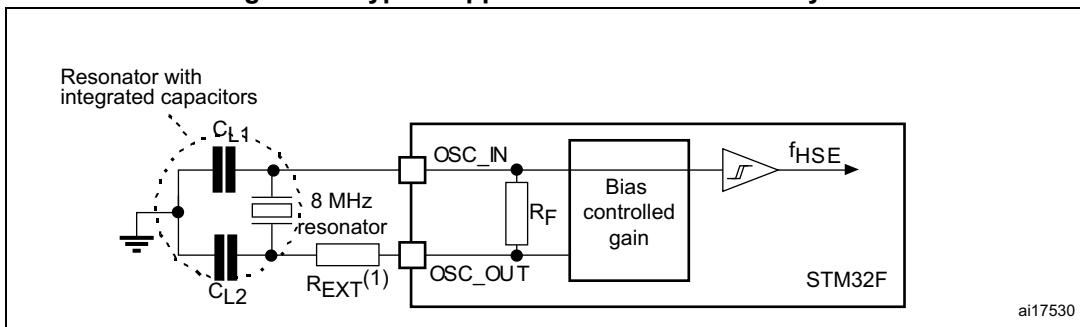 Resonator with
integrated capacitors
CL1
OSC_IN
fHSE
8 MHz
resonator
RF
Bias
controlled
gain
REXT(1)
OSC_OUT
STM32F
CL2
ai17530